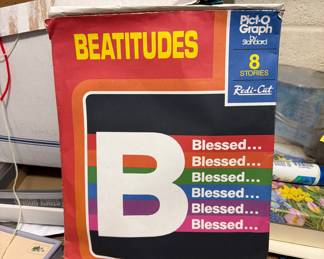 BEATITUDES
Pict-O
Graph
by
Standard
8
STORIES
Redi-Cut
B
Blessed...
Blessed...
Blessed...
Blessed...
Blessed...
Blessed...